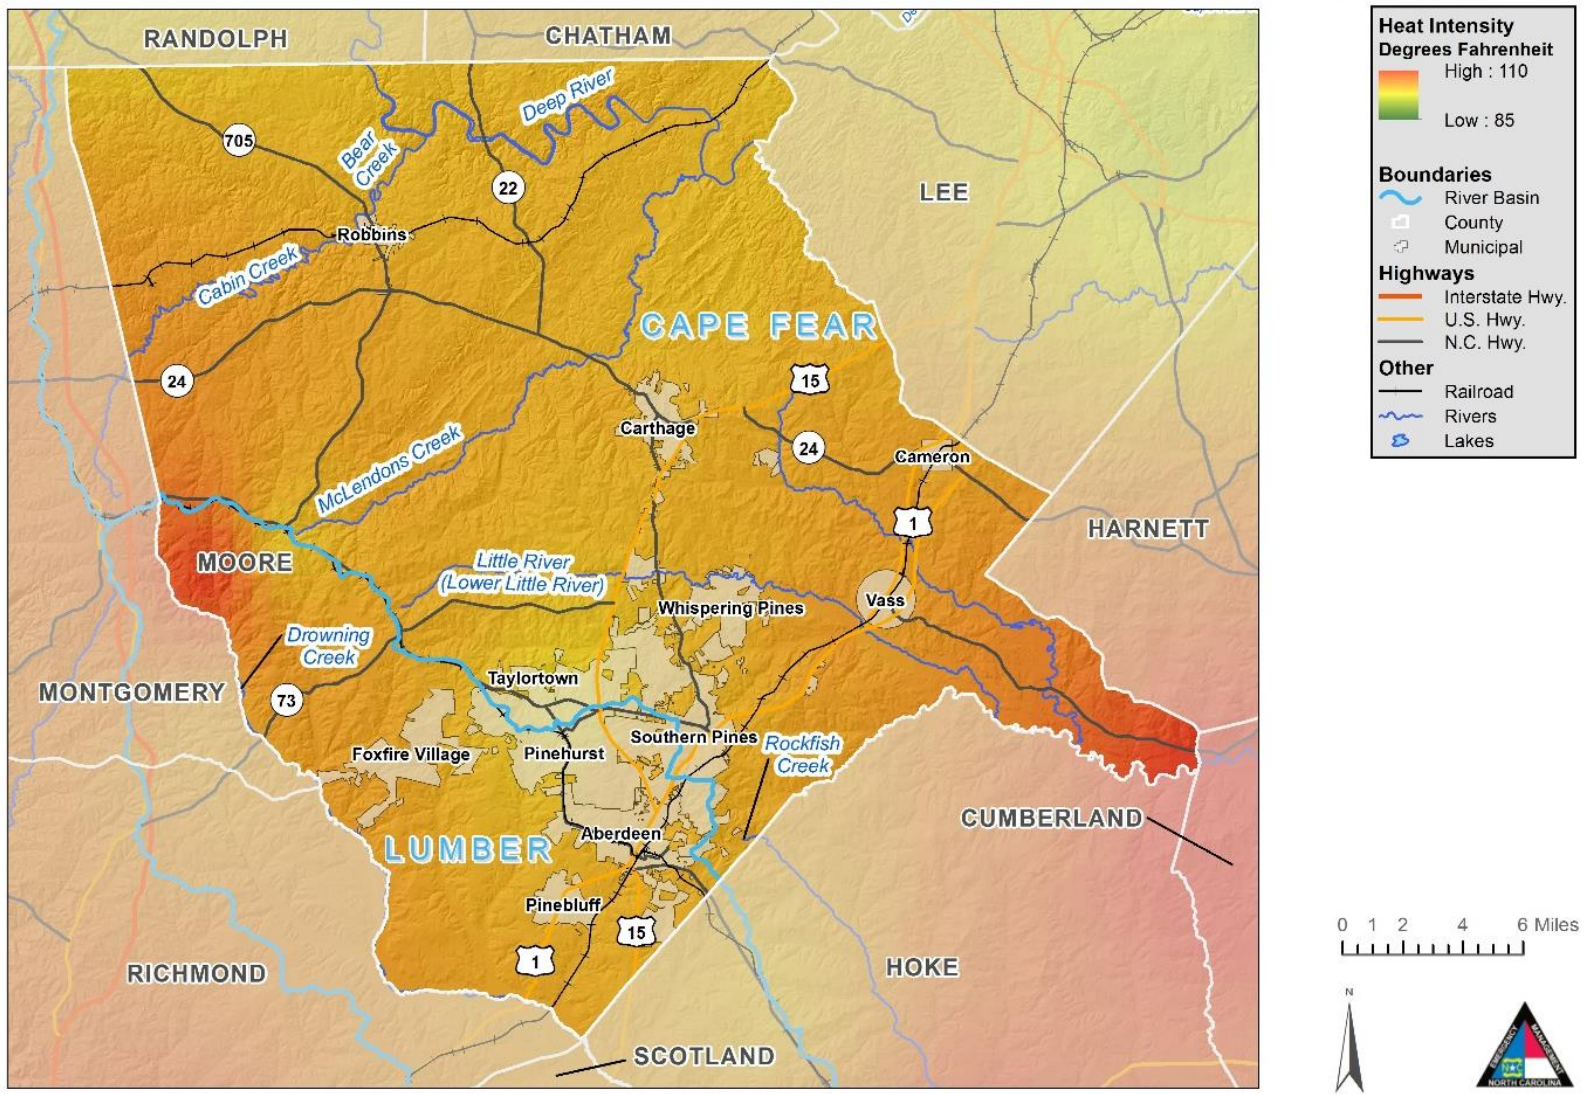 RANDOLPH
CHATHAM
Deep River
Bear
Creek
705
22
LEE
Robbins
Cabin Creek
CAPE FEAR
24
15
Carthage
24
Cameron
McLendons Creek
1
HARNETT
MOORE
Little River
(Lower Little River)
Vass
Whispering Pines
Drowning
Creek
MONTGOMERY
Taylortown
73
Southern Pines
Rockfish
Creek
Foxfire Village
Pinehurst
CUMBERLAND
Aberdeen
LUMBER
Pinebluff
15
1
RICHMOND
HOKE
SCOTLAND
Heat Intensity
Degrees Fahrenheit
High : 110
Low : 85
Boundaries
River Basin
County
Municipal
Highways
Interstate Hwy.
U.S. Hwy.
N.C. Hwy.
Other
Railroad
Rivers
Lakes
0 1 2 4 6 Miles
N
EMERGENCY
MANAGEMENT
N C
NORTH CAROLINA